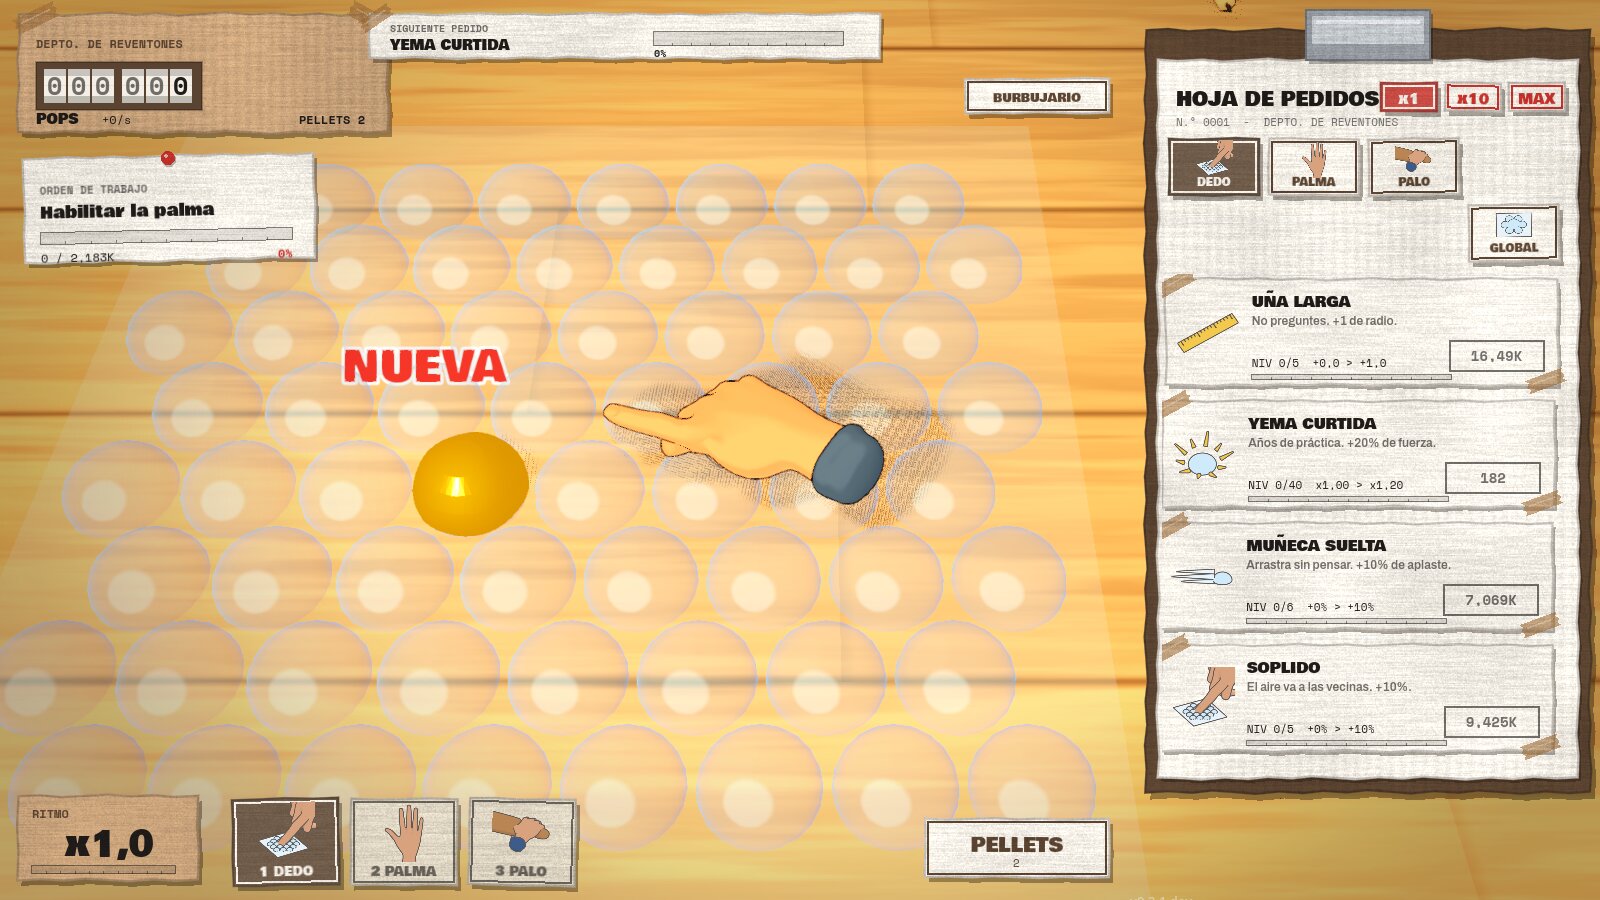 DEPTO. DE REVENTONES
000 000
POPS +0/s PELLETS 2
SIGUIENTE PEDIDO
YEMA CURTIDA
0%
BURBUJARIO
ORDEN DE TRABAJO
Habilitar la palma
0 / 2,183K 0%
NUEVA
HOJA DE PEDIDOS x1 x10 MAX
N.° 0001 - DEPTO. DE REVENTONES
DEDO PALMA PALO
GLOBAL
UÑA LARGA
No preguntes. +1 de radio.
NIV 0/5 +0,0 > +1,0 16,49K
YEMA CURTIDA
Años de práctica. +20% de fuerza.
NIV 0/40 x1,00 > x1,20 182
MUÑECA SUELTA
Arrastra sin pensar. +10% de aplaste.
NIV 0/6 +0% > +10% 7,069K
SOPLIDO
El aire va a las vecinas. +10%.
NIV 0/5 +0% > +10% 9,425K
RITMO
x1,0
1 DEDO 2 PALMA 3 PALO
PELLETS
2